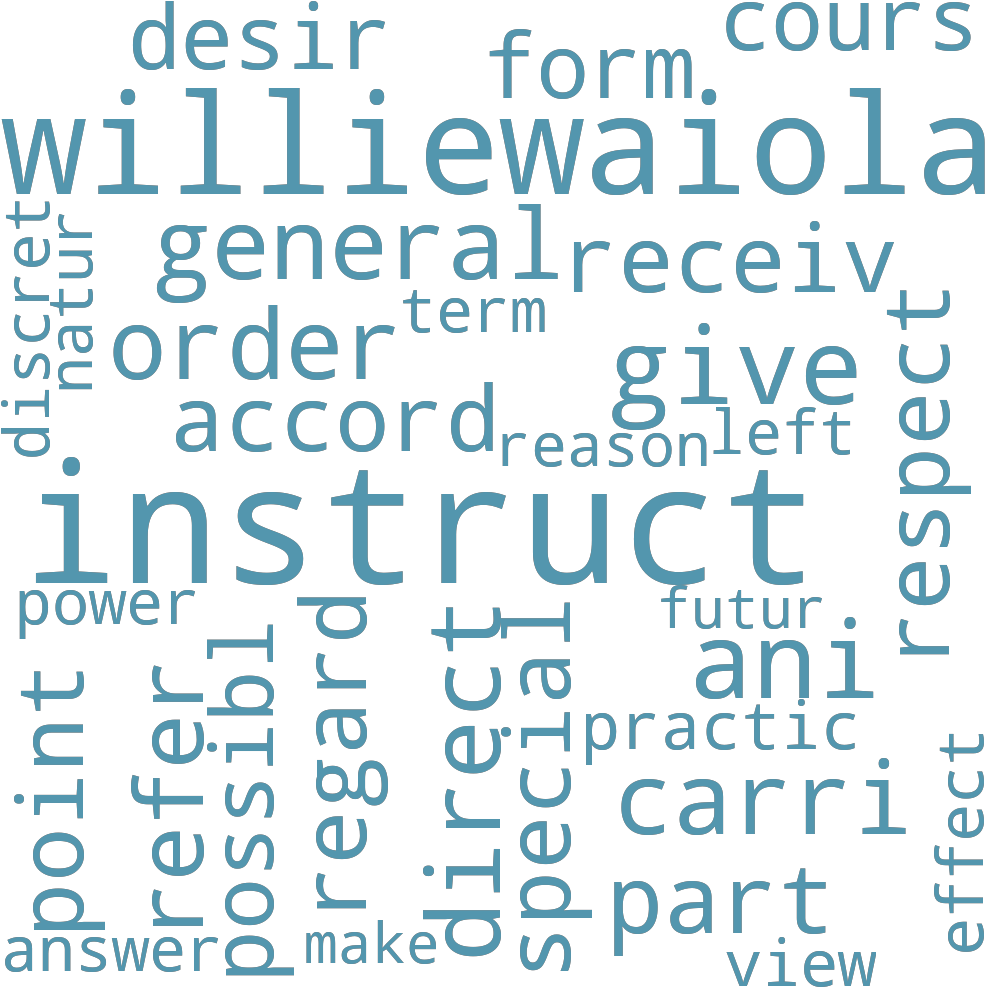 desir
cours
form
williewaiola
discret
natur
general
receiv
term
order
respect
give
accord
reason
left
instruct
power
futur
point
refer
possibl
regard
direct
special
ani
practic
carri
effect
part
answer
make
view